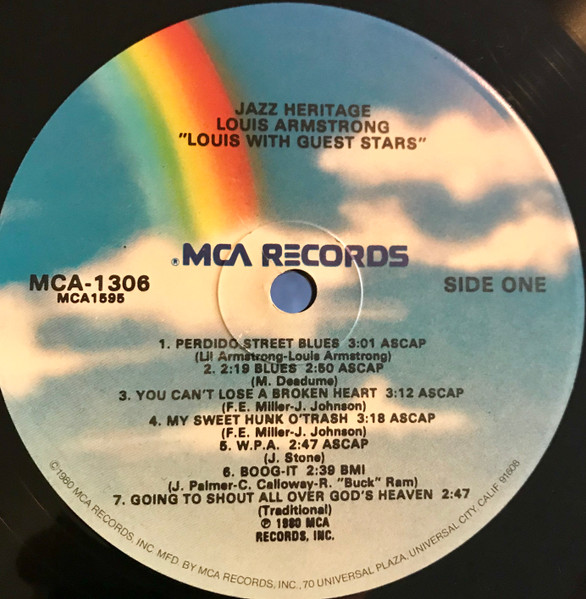 JAZZ HERITAGE
LOUIS ARMSTRONG
"LOUIS WITH GUEST STARS"
®MCA RECORDS
MCA-1306
MCA1595
SIDE ONE
1. PERDIDO STREET BLUES 3:01 ASCAP
(Lil Armstrong-Louis Armstrong)
2. 2:19 BLUES 2:50 ASCAP
(M. Deadume)
3. YOU CAN'T LOSE A BROKEN HEART 3:12 ASCAP
(F.E. Miller-J. Johnson)
4. MY SWEET HUNK O'TRASH 3:18 ASCAP
(F.E. Miller-J. Johnson)
5. W.P.A. 2:47 ASCAP
(J. Stone)
6. BOOG-IT 2:39 BMI
(J. Palmer-C. Calloway-R. "Buck" Ram)
7. GOING TO SHOUT ALL OVER GOD'S HEAVEN 2:47
(Traditional)
℗ 1980 MCA
RECORDS, INC.
©1980 MCA RECORDS, INC. MFD. BY MCA RECORDS, INC., 70 UNIVERSAL PLAZA, UNIVERSAL CITY, CALIF. 91608